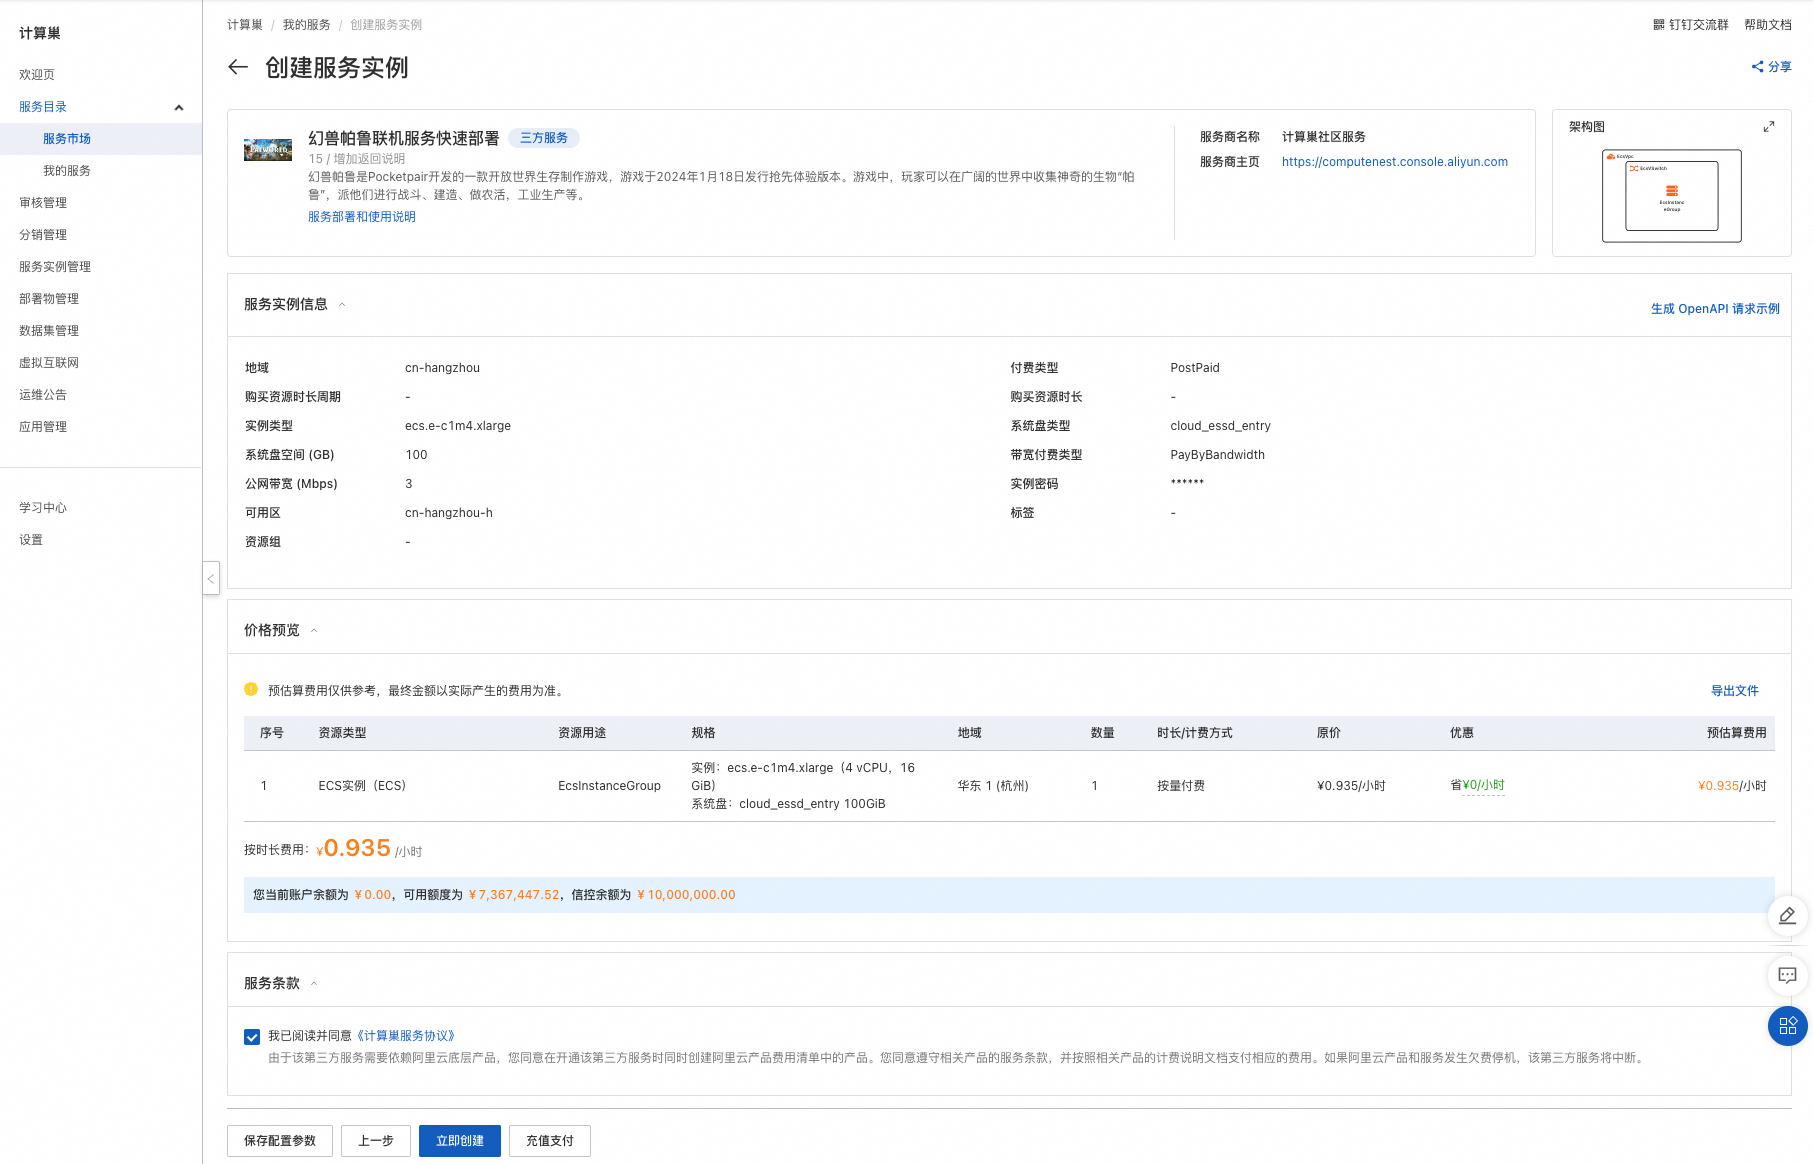 计算巢
欢迎页
服务目录
服务市场
我的服务
审核管理
分销管理
服务实例管理
部署物管理
数据集管理
虚拟互联网
运维公告
应用管理
学习中心
设置
计算巢 / 我的服务 / 创建服务实例
钉钉交流群 帮助文档
创建服务实例
分享
幻兽帕鲁联机服务快速部署 三方服务
15 / 增加返回说明
幻兽帕鲁是Pocketpair开发的一款开放世界生存制作游戏，游戏于2024年1月18日发行抢先体验版本。游戏中，玩家可以在广阔的世界中收集神奇的生物“帕
鲁”，派他们进行战斗、建造、做农活，工业生产等。
服务部署和使用说明
服务商名称 计算巢社区服务
服务商主页 https://computenest.console.aliyun.com
架构图
EcsVpc
EcsVSwitch
EcsInstanc
eGroup
服务实例信息
生成 OpenAPI 请求示例
地域 cn-hangzhou 付费类型 PostPaid
购买资源时长周期 - 购买资源时长 -
实例类型 ecs.e-c1m4.xlarge 系统盘类型 cloud_essd_entry
系统盘空间 (GB) 100 带宽付费类型 PayByBandwidth
公网带宽 (Mbps) 3 实例密码 ******
可用区 cn-hangzhou-h 标签 -
资源组 -
价格预览
预估算费用仅供参考，最终金额以实际产生的费用为准。 导出文件
序号 资源类型 资源用途 规格 地域 数量 时长/计费方式 原价 优惠 预估算费用
1 ECS实例（ECS） EcsInstanceGroup 实例：ecs.e-c1m4.xlarge（4 vCPU，16
GiB)
系统盘：cloud_essd_entry 100GiB 华东 1 (杭州) 1 按量付费 ¥0.935/小时 省¥0/小时 ¥0.935/小时
按时长费用：¥0.935 /小时
您当前账户余额为 ¥0.00，可用额度为 ¥7,367,447.52，信控余额为 ¥10,000,000.00
服务条款
我已阅读并同意《计算巢服务协议》
由于该第三方服务需要依赖阿里云底层产品，您同意在开通该第三方服务时同时创建阿里云产品费用清单中的产品。您同意遵守相关产品的服务条款，并按照相关产品的计费说明文档支付相应的费用。如果阿里云产品和服务发生欠费停机，该第三方服务将中断。
保存配置参数 上一步 立即创建 充值支付